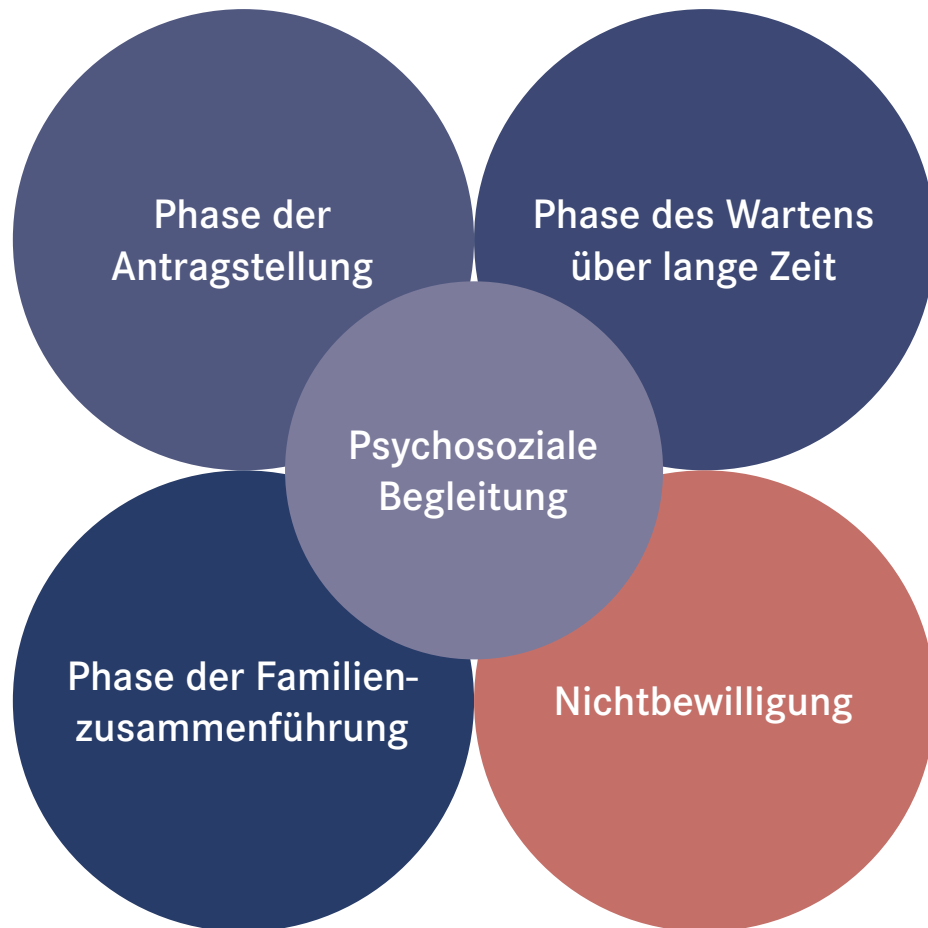 Phase der
Antragstellung
Phase des Wartens
über lange Zeit
Psychosoziale
Begleitung
Phase der Familien-
zusammenführung
Nichtbewilligung